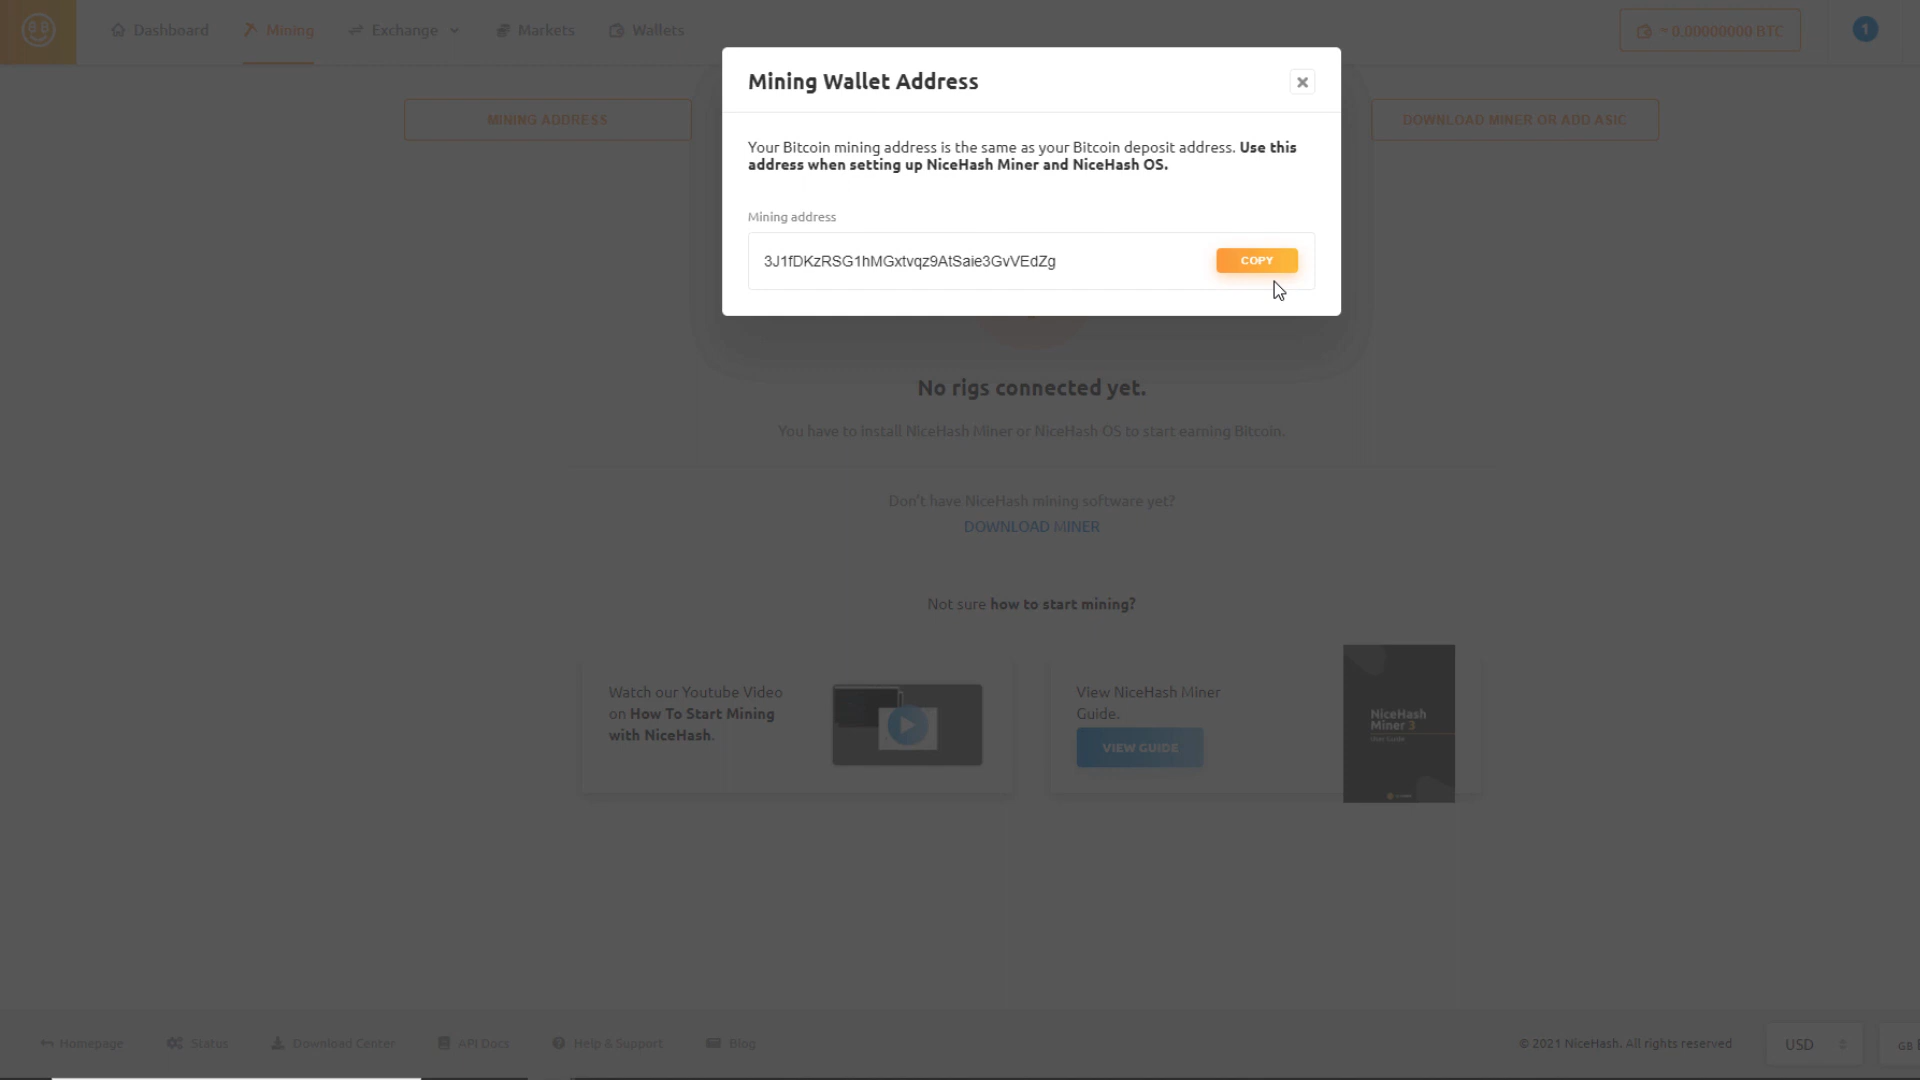 Dashboard
Mining
Exchange
Markets
Wallets
~ 0,00000000 BTC
1
Mining Wallet Address
MINING ADDRESS
DOWNLOAD MINER OR ADD ASIC
Your Bitcoin mining address is the same as your Bitcoin deposit address. Use this
address when setting up NiceHash Miner and NiceHash OS.
Mining address
3J1fDKzRSG1hMGxtvqz9AtSaie3GvVEdZg
COPY
No rigs connected yet.
You have to install NiceHash Miner or NiceHash OS to start earning Bitcoin.
Don't have NiceHash mining software yet?
DOWNLOAD MINER
Not sure how to start mining?
Watch our Youtube Video
on How To Start Mining
with NiceHash.
View NiceHash Miner
Guide.
VIEW GUIDE
NiceHash
Miner 3
User Guide
Homepage
Status
Download Center
API Docs
Help & Support
Blog
© 2021 NiceHash. All rights reserved
USD
GB